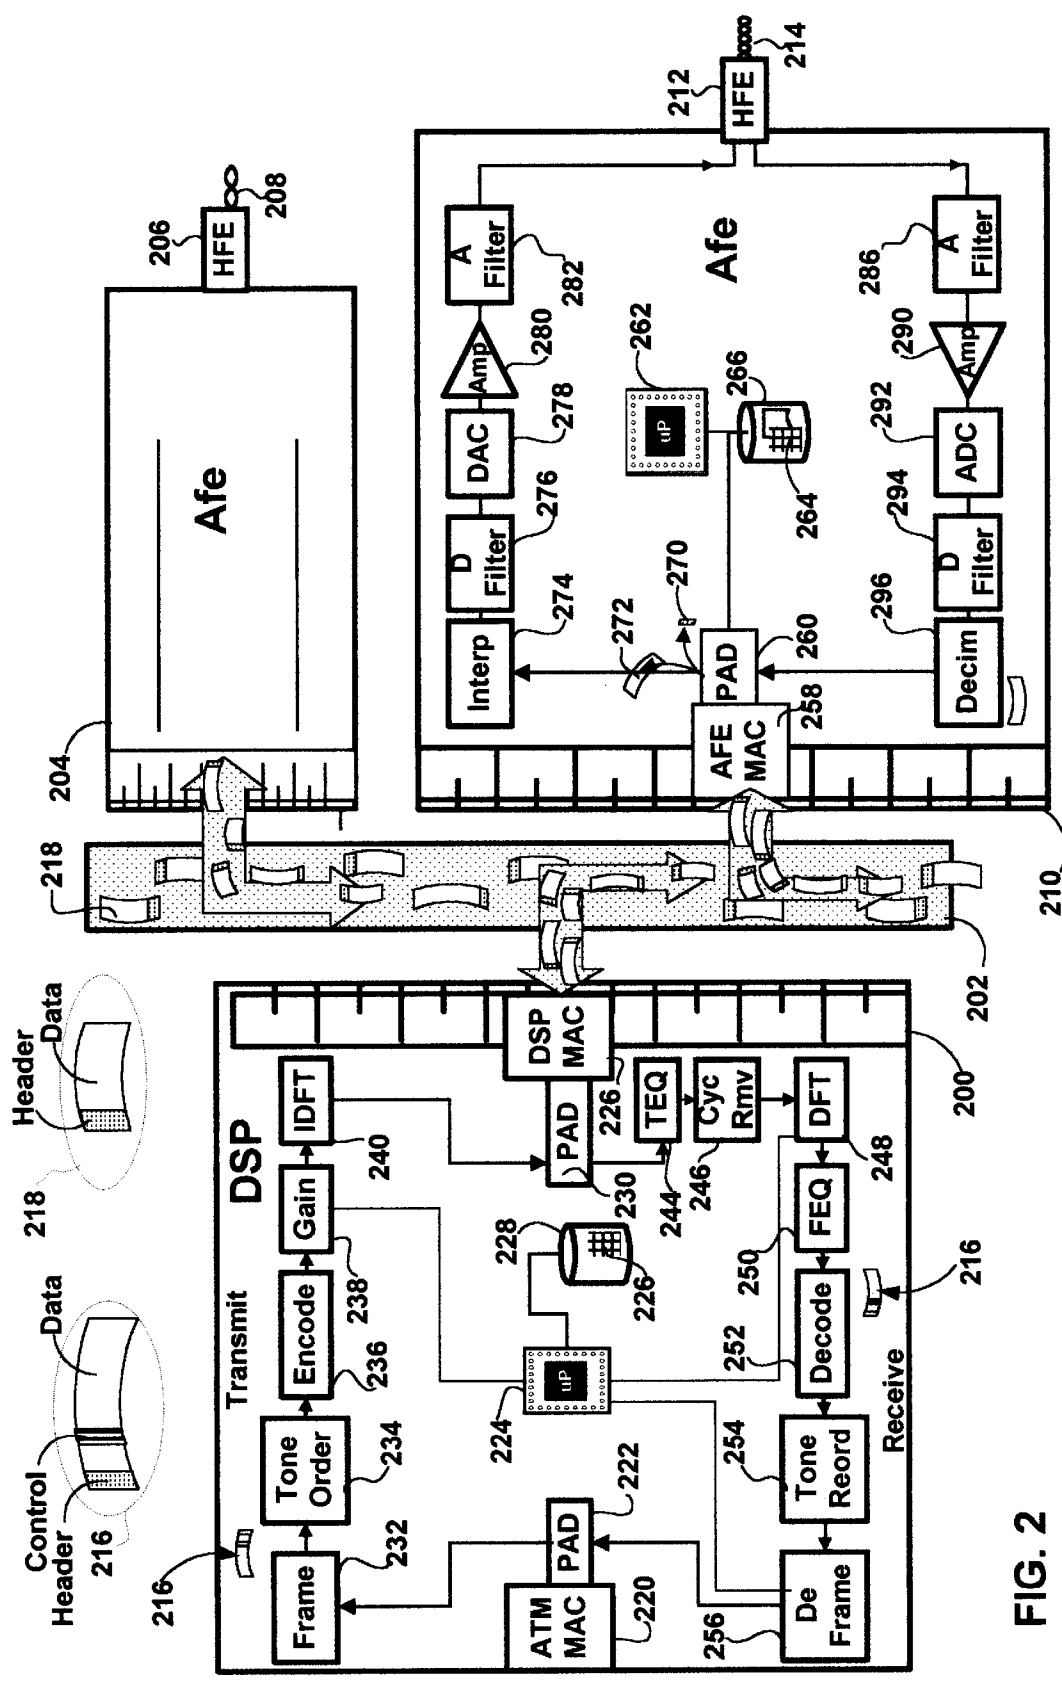 Header
Data
218
Control
Header
Data
216
218
204
Afe
206
HFE
208
202
DSP
Transmit
216
Frame
232
Tone
Order
234
Encode
236
Gain
238
IDFT
240
ATM
MAC
220
PAD
222
224
uP
228
226
PAD
230
DSP
MAC
226
TEQ
244
Cyc
Rmv
246
DFT
248
FEQ
250
Decode
252
216
Tone
Reord
254
De
Frame
256
Receive
200
210
AFE
MAC
258
PAD
260
272
270
Interp
274
D
Filter
276
DAC
278
Amp
280
A
Filter
282
uP
262
266
264
Afe
HFE
212
214
A
Filter
286
Amp
290
ADC
292
D
Filter
294
Decim
296
FIG. 2